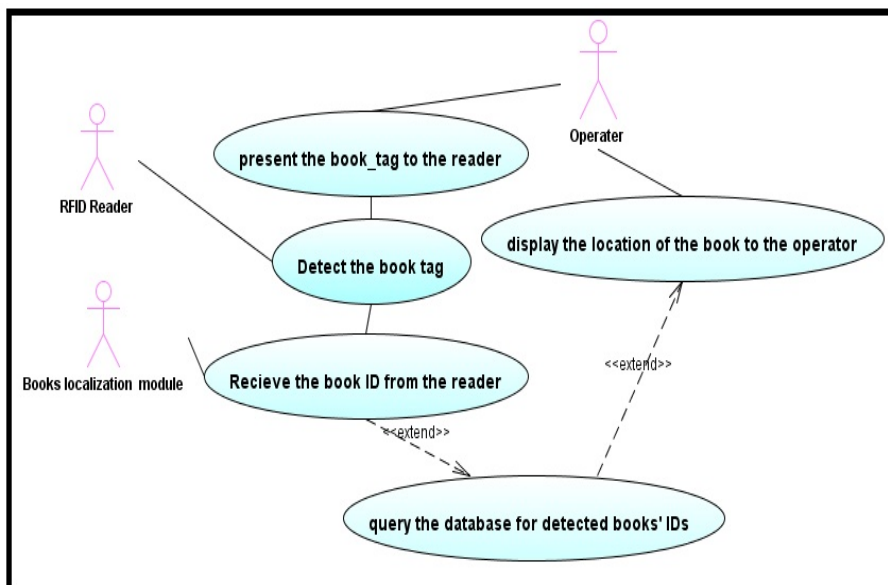 Operater
present the book_tag to the reader
RFID Reader
display the location of the book to the operator
Detect the book tag
<<extend>>
Books localization module
Recieve the book ID from the reader
<<extend>>
query the database for detected books' IDs